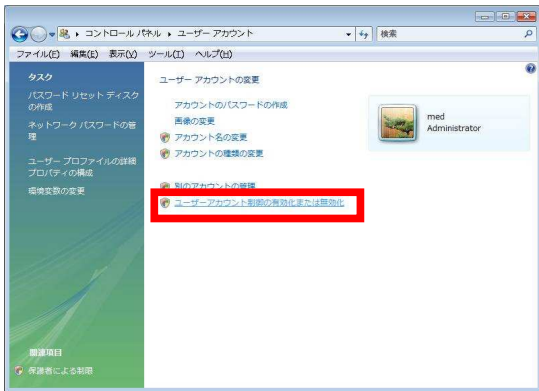 コントロール パネル ▸ ユーザー アカウント
検索
ファイル(F) 編集(E) 表示(V) ツール(T) ヘルプ(H)
タスク
パスワード リセット ディスク
の作成
ネットワーク パスワードの管
理
ユーザー プロファイルの詳細
プロパティの構成
環境変数の変更
関連項目
保護者による制限
ユーザー アカウントの変更
アカウントのパスワードの作成
画像の変更
アカウント名の変更
アカウントの種類の変更
別のアカウントの管理
ユーザーアカウント制御の有効化または無効化
med
Administrator